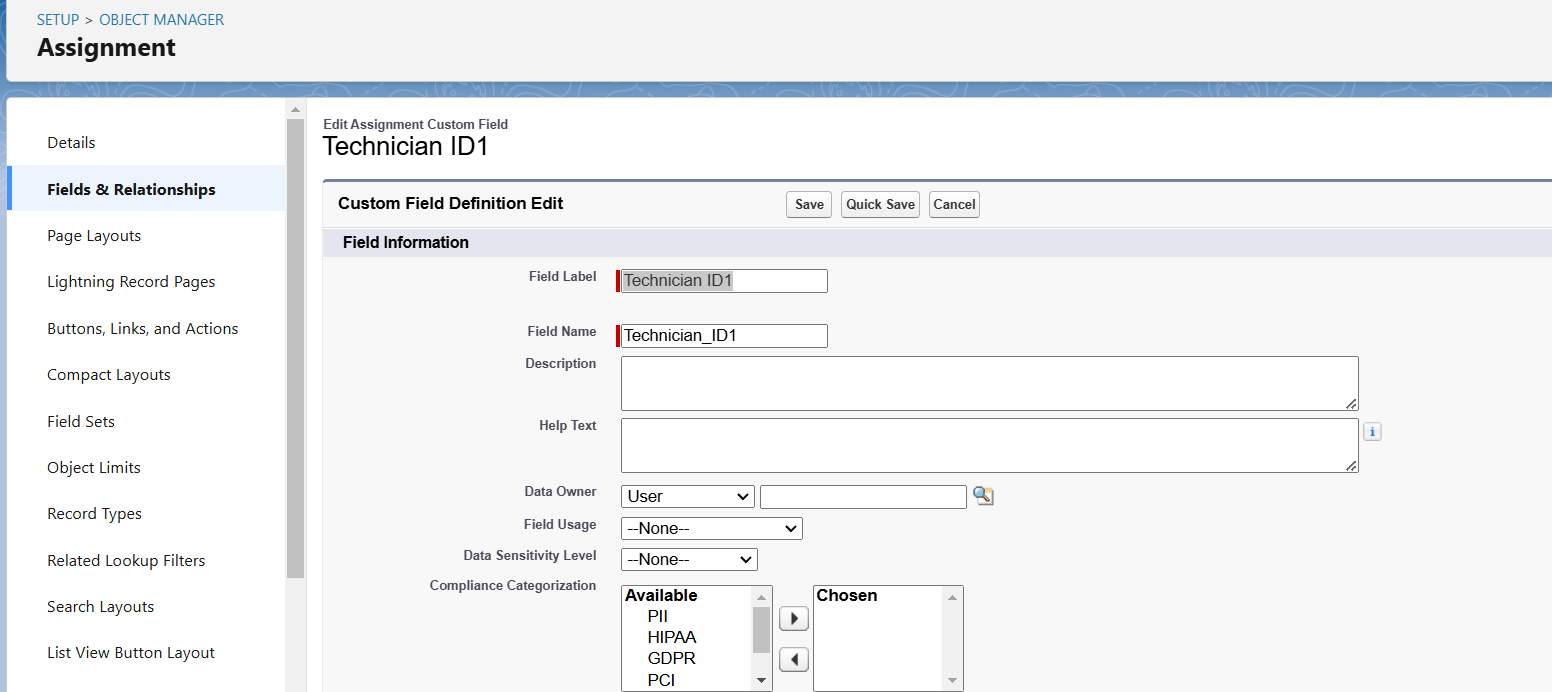 SETUP > OBJECT MANAGER
Assignment
Details
Fields & Relationships
Page Layouts
Lightning Record Pages
Buttons, Links, and Actions
Compact Layouts
Field Sets
Object Limits
Record Types
Related Lookup Filters
Search Layouts
List View Button Layout
Edit Assignment Custom Field
Technician ID1
Custom Field Definition Edit
Save Quick Save Cancel
Field Information
Field Label Technician ID1
Field Name Technician_ID1
Description
Help Text i
Data Owner User
Field Usage --None--
Data Sensitivity Level --None--
Compliance Categorization
Available
PII
HIPAA
GDPR
PCI
Chosen